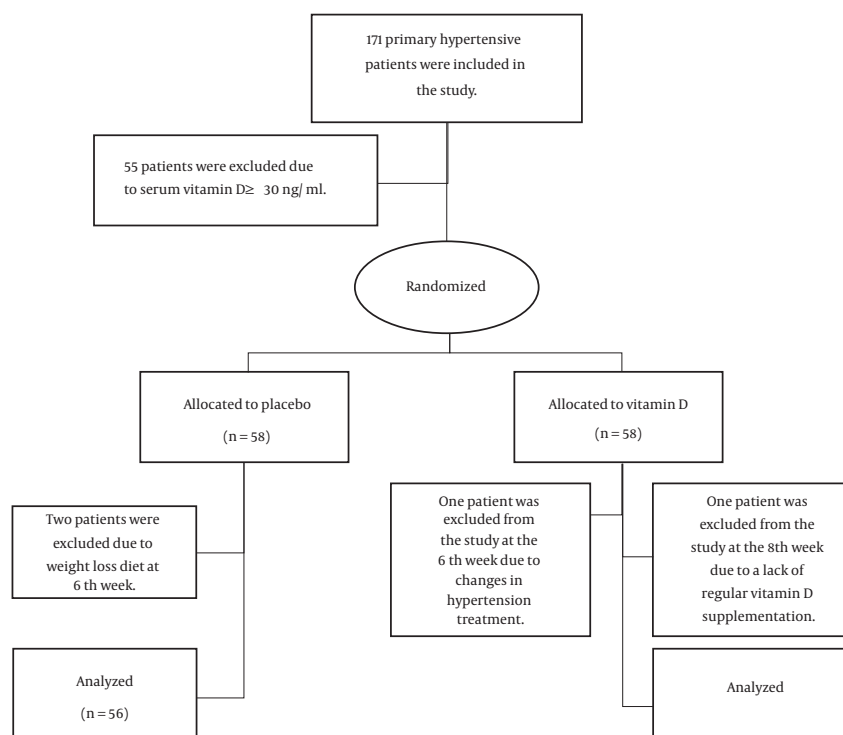 171 primary hypertensive
patients were included in
the study.
55 patients were excluded due
to serum vitamin D≥ 30 ng/ ml.
Randomized
Allocated to placebo
(n = 58)
Allocated to vitamin D
(n = 58)
Two patients were
excluded due to
weight loss diet at
6 th week.
One patient was
excluded from
the study at the
6 th week due to
changes in
hypertension
treatment.
One patient was
excluded from the
study at the 8th week
due to a lack of
regular vitamin D
supplementation.
Analyzed
(n = 56)
Analyzed